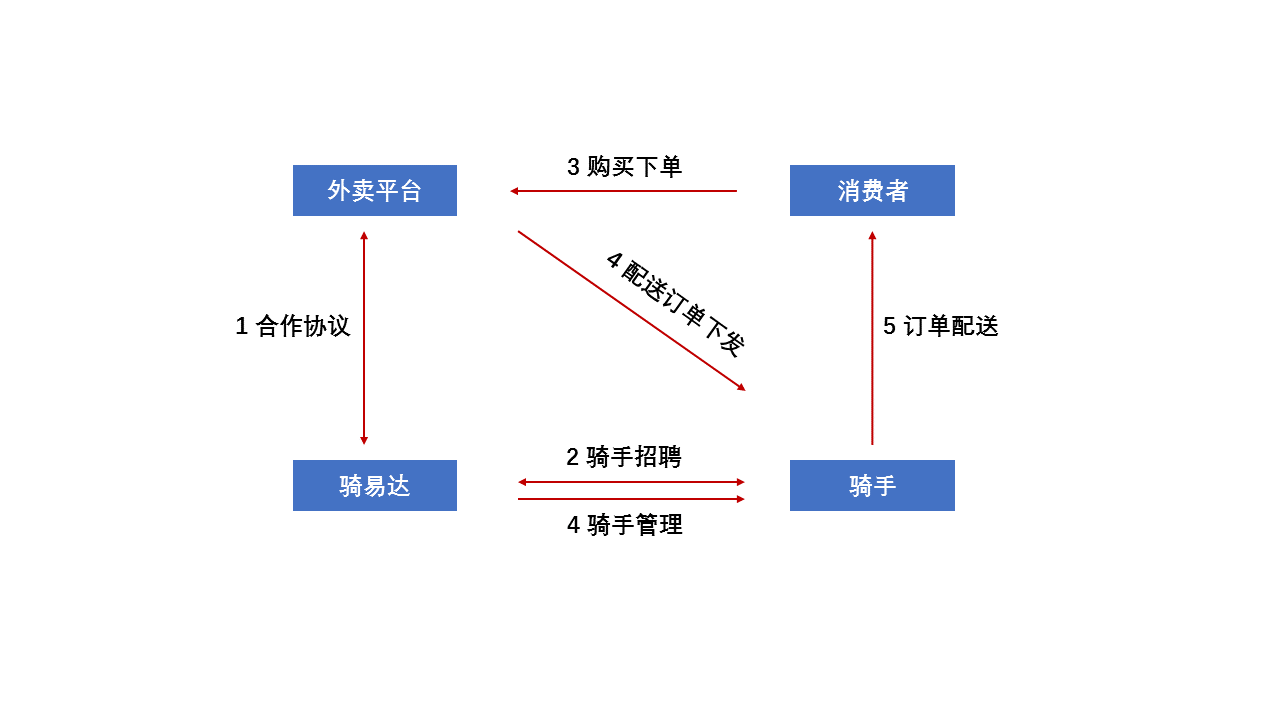 3 购买下单
外卖平台
消费者
4 配送订单下发
1 合作协议
5 订单配送
2 骑手招聘
骑易达
骑手
4 骑手管理